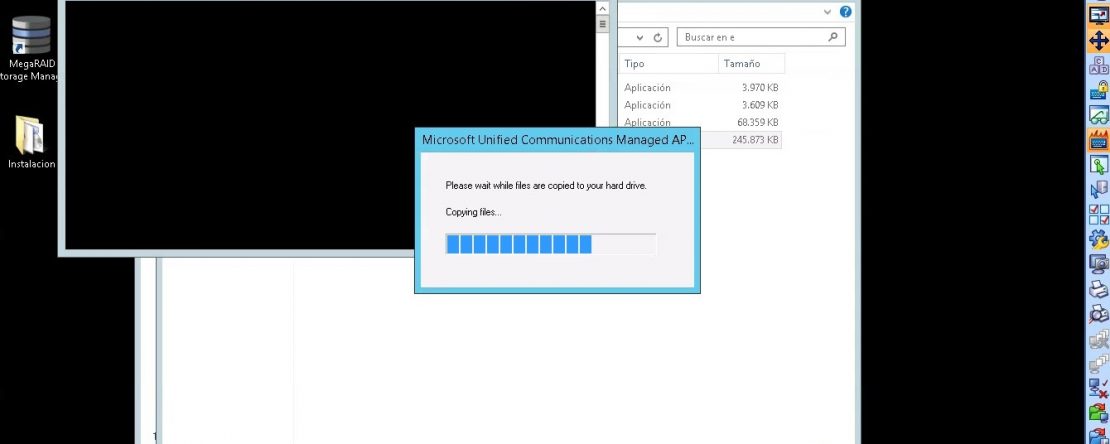 Buscar en e
MegaRAID
torage Mana
Instalacion
Tipo Tamaño
Aplicación 3.970 KB
Aplicación 3.609 KB
Aplicación 68.359 KB
245.873 KB
Microsoft Unified Communications Managed AP...
Please wait while files are copied to your hard drive.
Copying files...